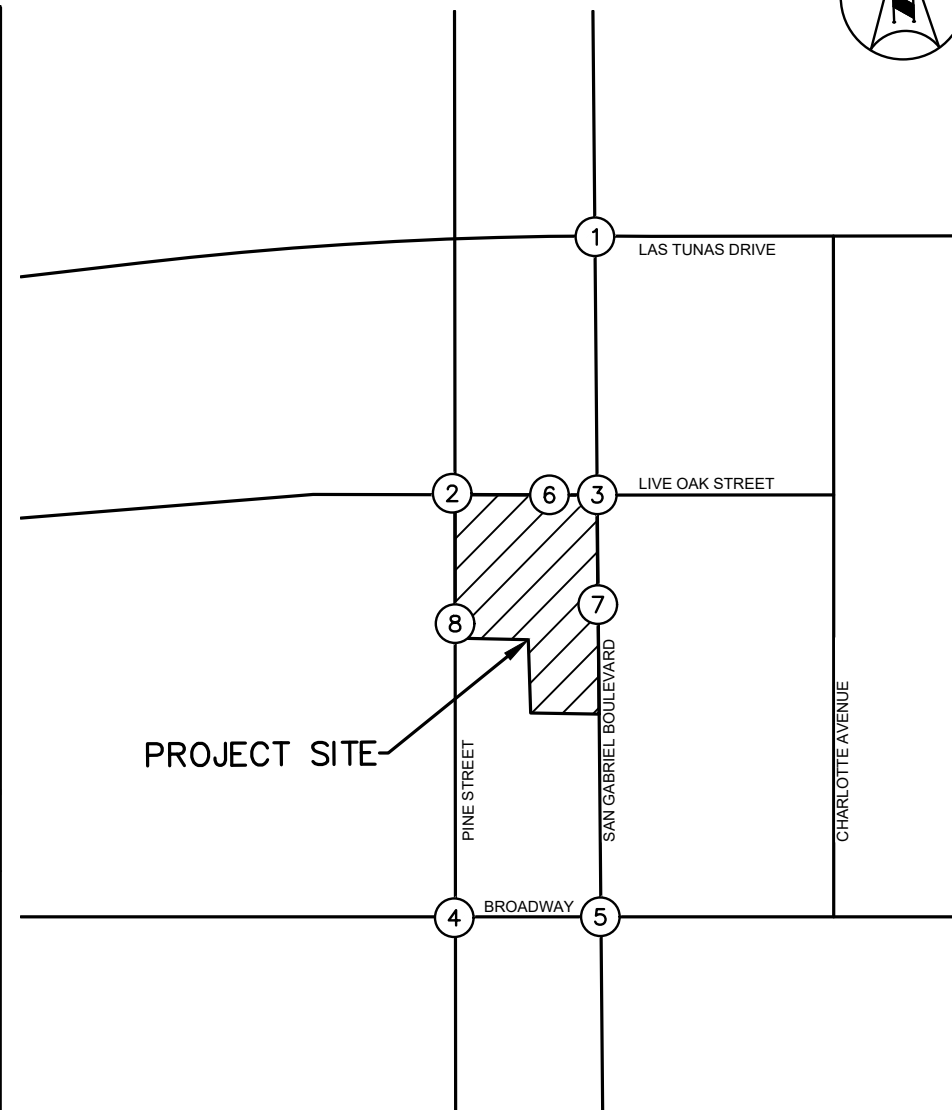 N
1
LAS TUNAS DRIVE
2
6
3
LIVE OAK STREET
7
8
PROJECT SITE
PINE STREET
SAN GABRIEL BOULEVARD
CHARLOTTE AVENUE
4
BROADWAY
5